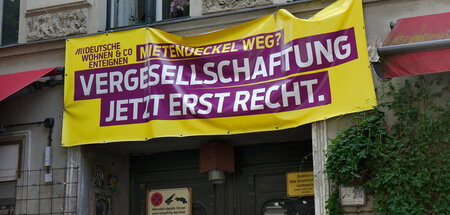 DEUTSCHE
WOHNEN & CO
ENTEIGNEN
MIETENDECKEL WEG?
VERGESELLSCHAFTUNG
JETZT ERST RECHT.